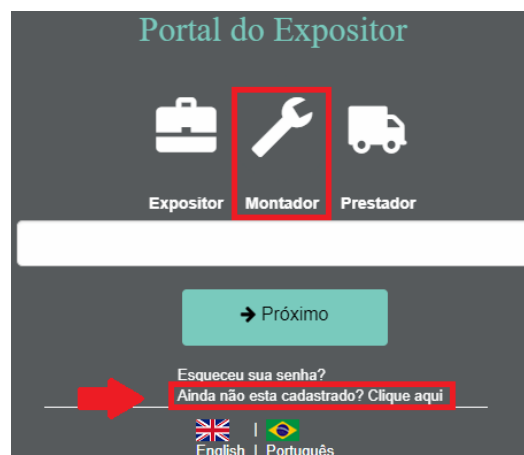 Portal do Expositor
Expositor Montador Prestador
Próximo
Esqueceu sua senha?
Ainda não esta cadastrado? Clique aqui
|
English | Português